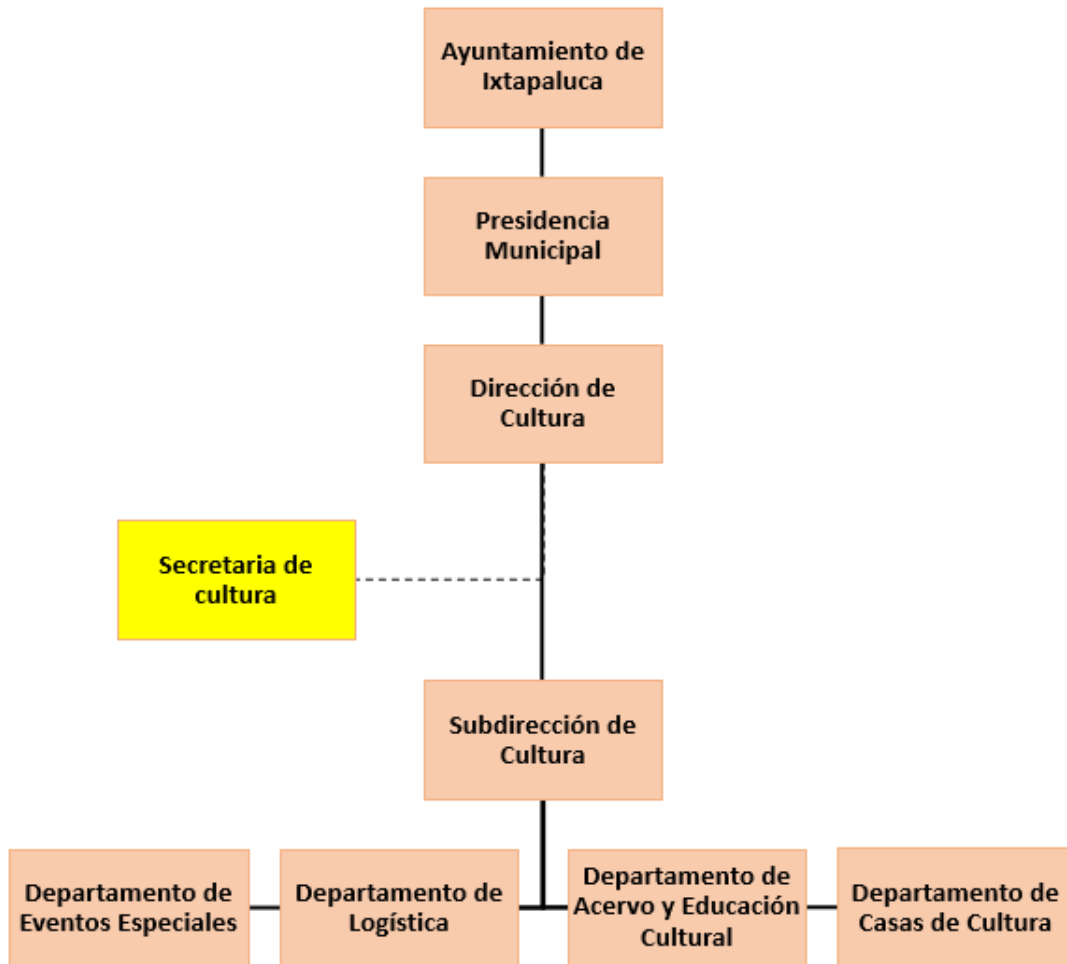 Ayuntamiento de
Ixtapaluca
Presidencia
Municipal
Dirección de
Cultura
Secretaria de
cultura
Subdirección de
Cultura
Departamento de
Eventos Especiales
Departamento de
Logística
Departamento de
Acervo y Educación
Cultural
Departamento de
Casas de Cultura